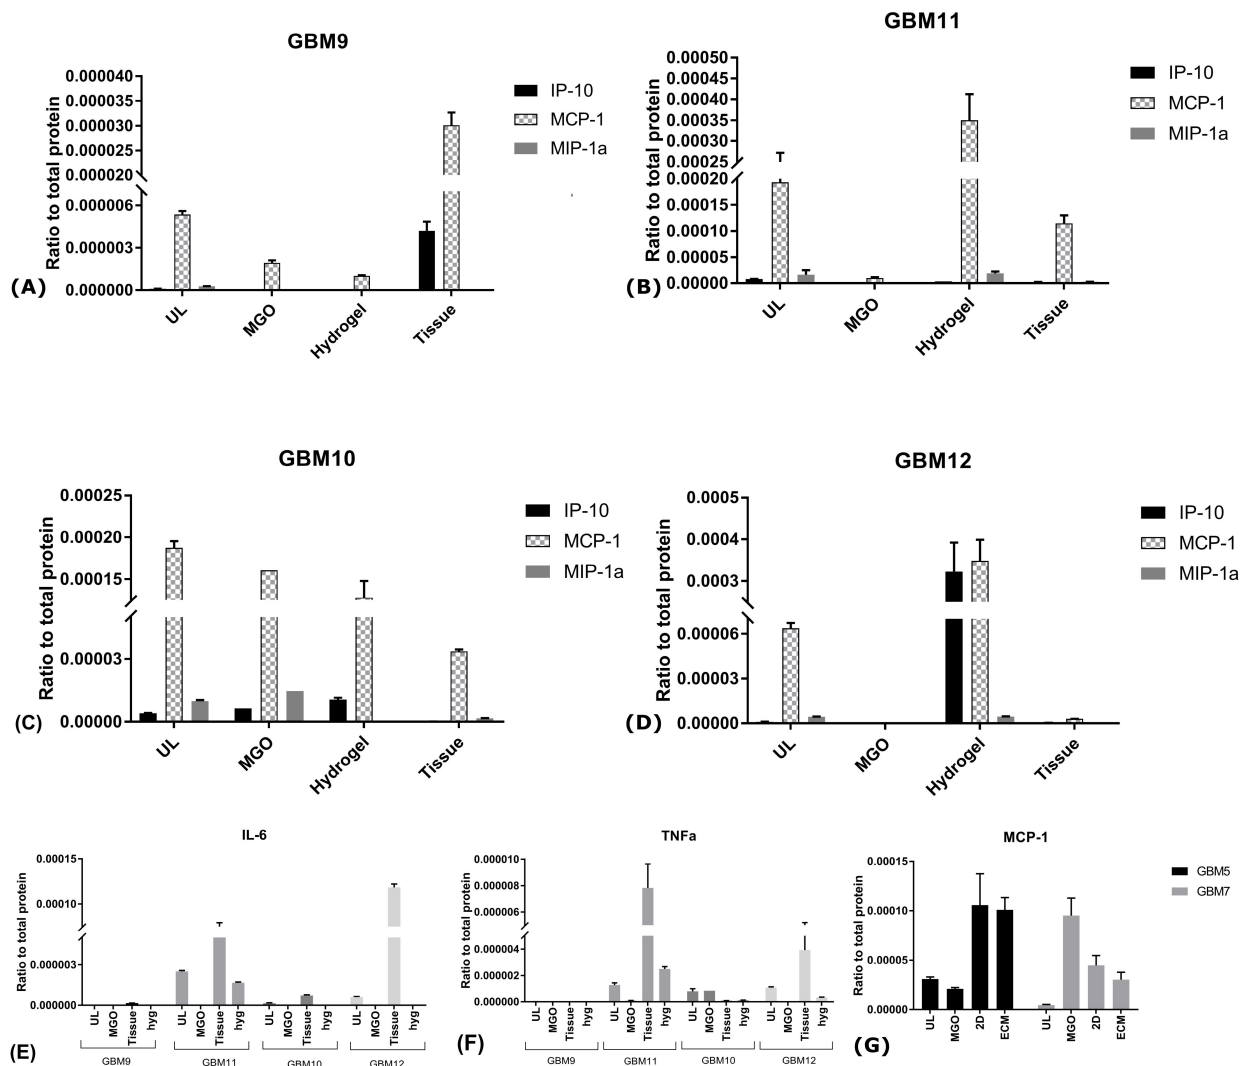 GBM9
0.000040
0.000035
0.000030
0.000025
0.000020
0.000006
0.000003
0.000000
Ratio to total protein
UL
MGO
Hydrogel
Tissue
IP-10
MCP-1
MIP-1a
(A)
GBM11
0.00050
0.00045
0.00040
0.00035
0.00030
0.00025
0.00020
0.00015
0.00010
0.00005
0.00000
Ratio to total protein
UL
MGO
Hydrogel
Tissue
IP-10
MCP-1
MIP-1a
(B)
GBM10
0.00025
0.00020
0.00015
0.00003
0.00000
Ratio to total protein
UL
MGO
Hydrogel
Tissue
IP-10
MCP-1
MIP-1a
(C)
GBM12
0.0005
0.0004
0.0003
0.00006
0.00003
0.00000
Ratio to total protein
UL
MGO
Hydrogel
Tissue
IP-10
MCP-1
MIP-1a
(D)
IL-6
0.00015
0.00010
0.000003
0.000000
Ratio to total protein
UL
MGO
Tissue
hyg
UL
MGO
Tissue
hyg
UL
MGO
Tissue
hyg
UL
MGO
Tissue
hyg
GBM9
GBM11
GBM10
GBM12
(E)
TNFa
0.000010
0.000008
0.000006
0.000004
0.000002
0.000000
Ratio to total protein
UL
MGO
Tissue
hyg
UL
MGO
Tissue
hyg
UL
MGO
Tissue
hyg
UL
MGO
Tissue
hyg
GBM9
GBM11
GBM10
GBM12
(F)
MCP-1
0.00015
0.00010
0.00005
0.00000
Ratio to total protein
UL
MGO
2D
ECM
UL
MGO
2D
ECM
GBM5
GBM7
(G)